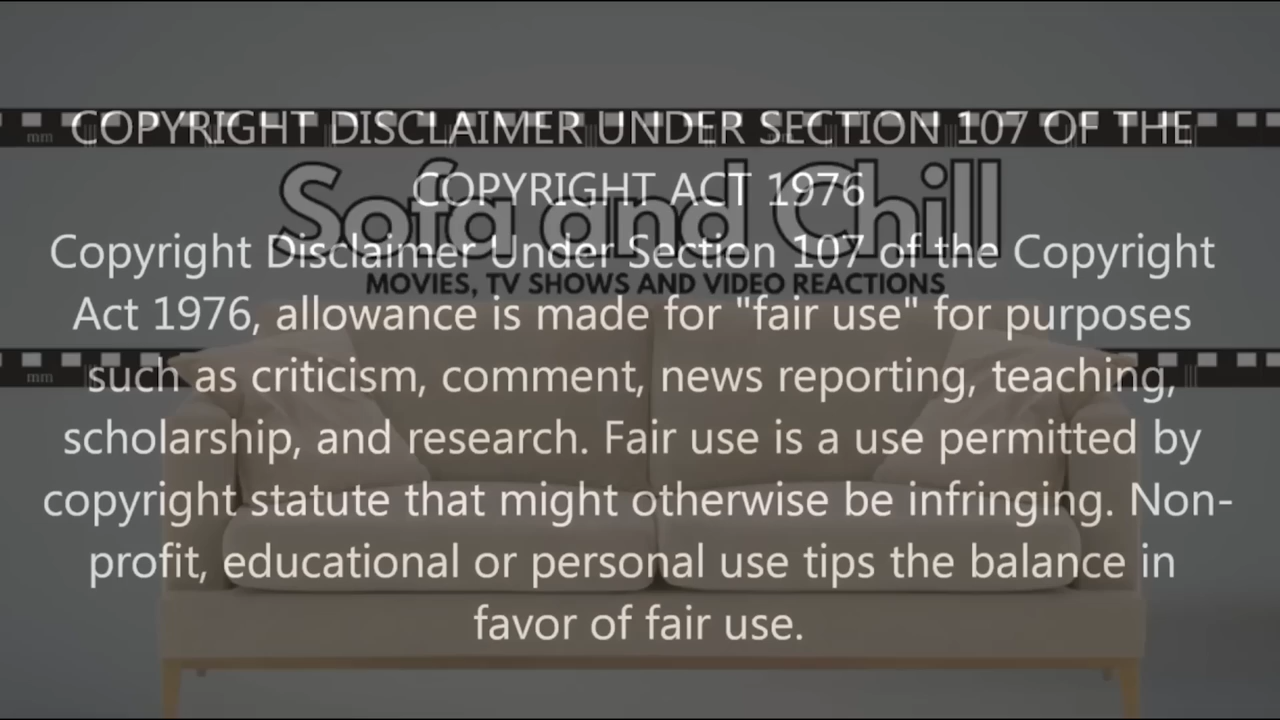 COPYRIGHT DISCLAIMER UNDER SECTION 107 OF THE
COPYRIGHT ACT 1976
Sofa and Chill
Copyright Disclaimer Under Section 107 of the Copyright
MOVIES, TV SHOWS AND VIDEO REACTIONS
Act 1976, allowance is made for "fair use" for purposes
such as criticism, comment, news reporting, teaching,
scholarship, and research. Fair use is a use permitted by
copyright statute that might otherwise be infringing. Non-
profit, educational or personal use tips the balance in
favor of fair use.
mm
mm